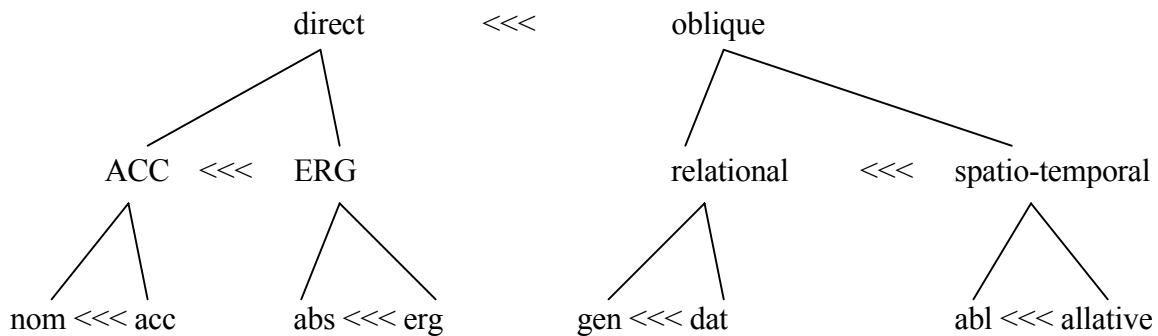 direct <<< oblique
ACC <<< ERG relational <<< spatio-temporal
nom <<< acc abs <<< erg gen <<< dat abl <<< allative